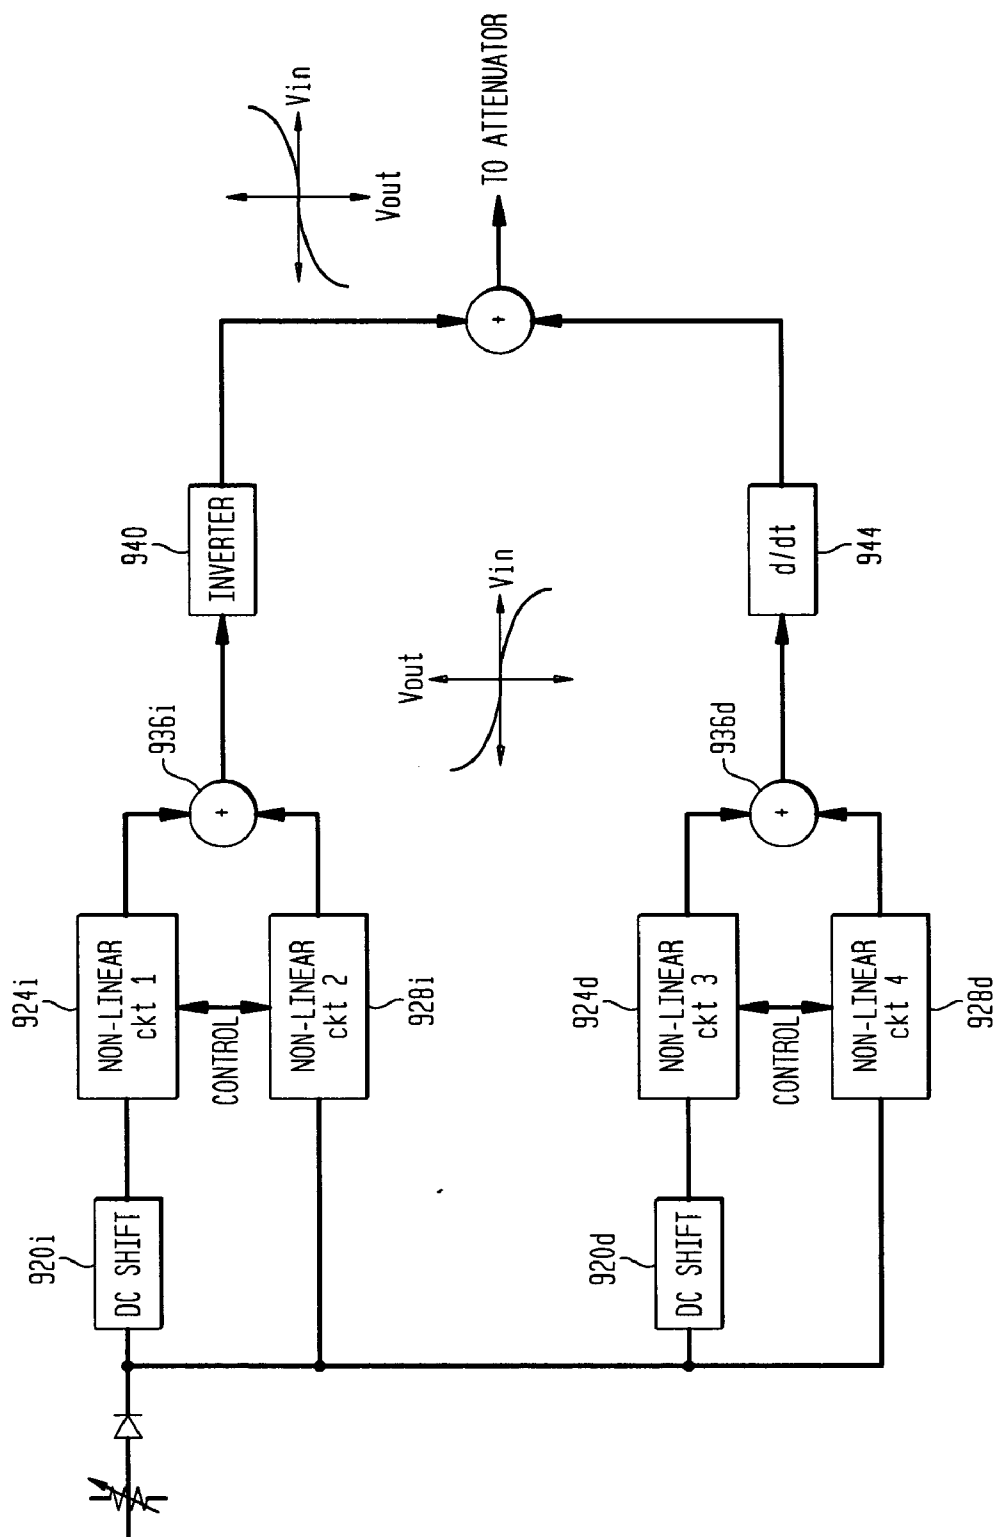 920i
DC SHIFT
924i
NON-LINEAR
ckt 1
CONTROL
NON-LINEAR
ckt 2
928i
936i
+
940
INVERTER
Vout
Vin
Vin
Vout
+
TO ATTENUATOR
920d
DC SHIFT
924d
NON-LINEAR
ckt 3
CONTROL
NON-LINEAR
ckt 4
928d
936d
+
d/dt
944